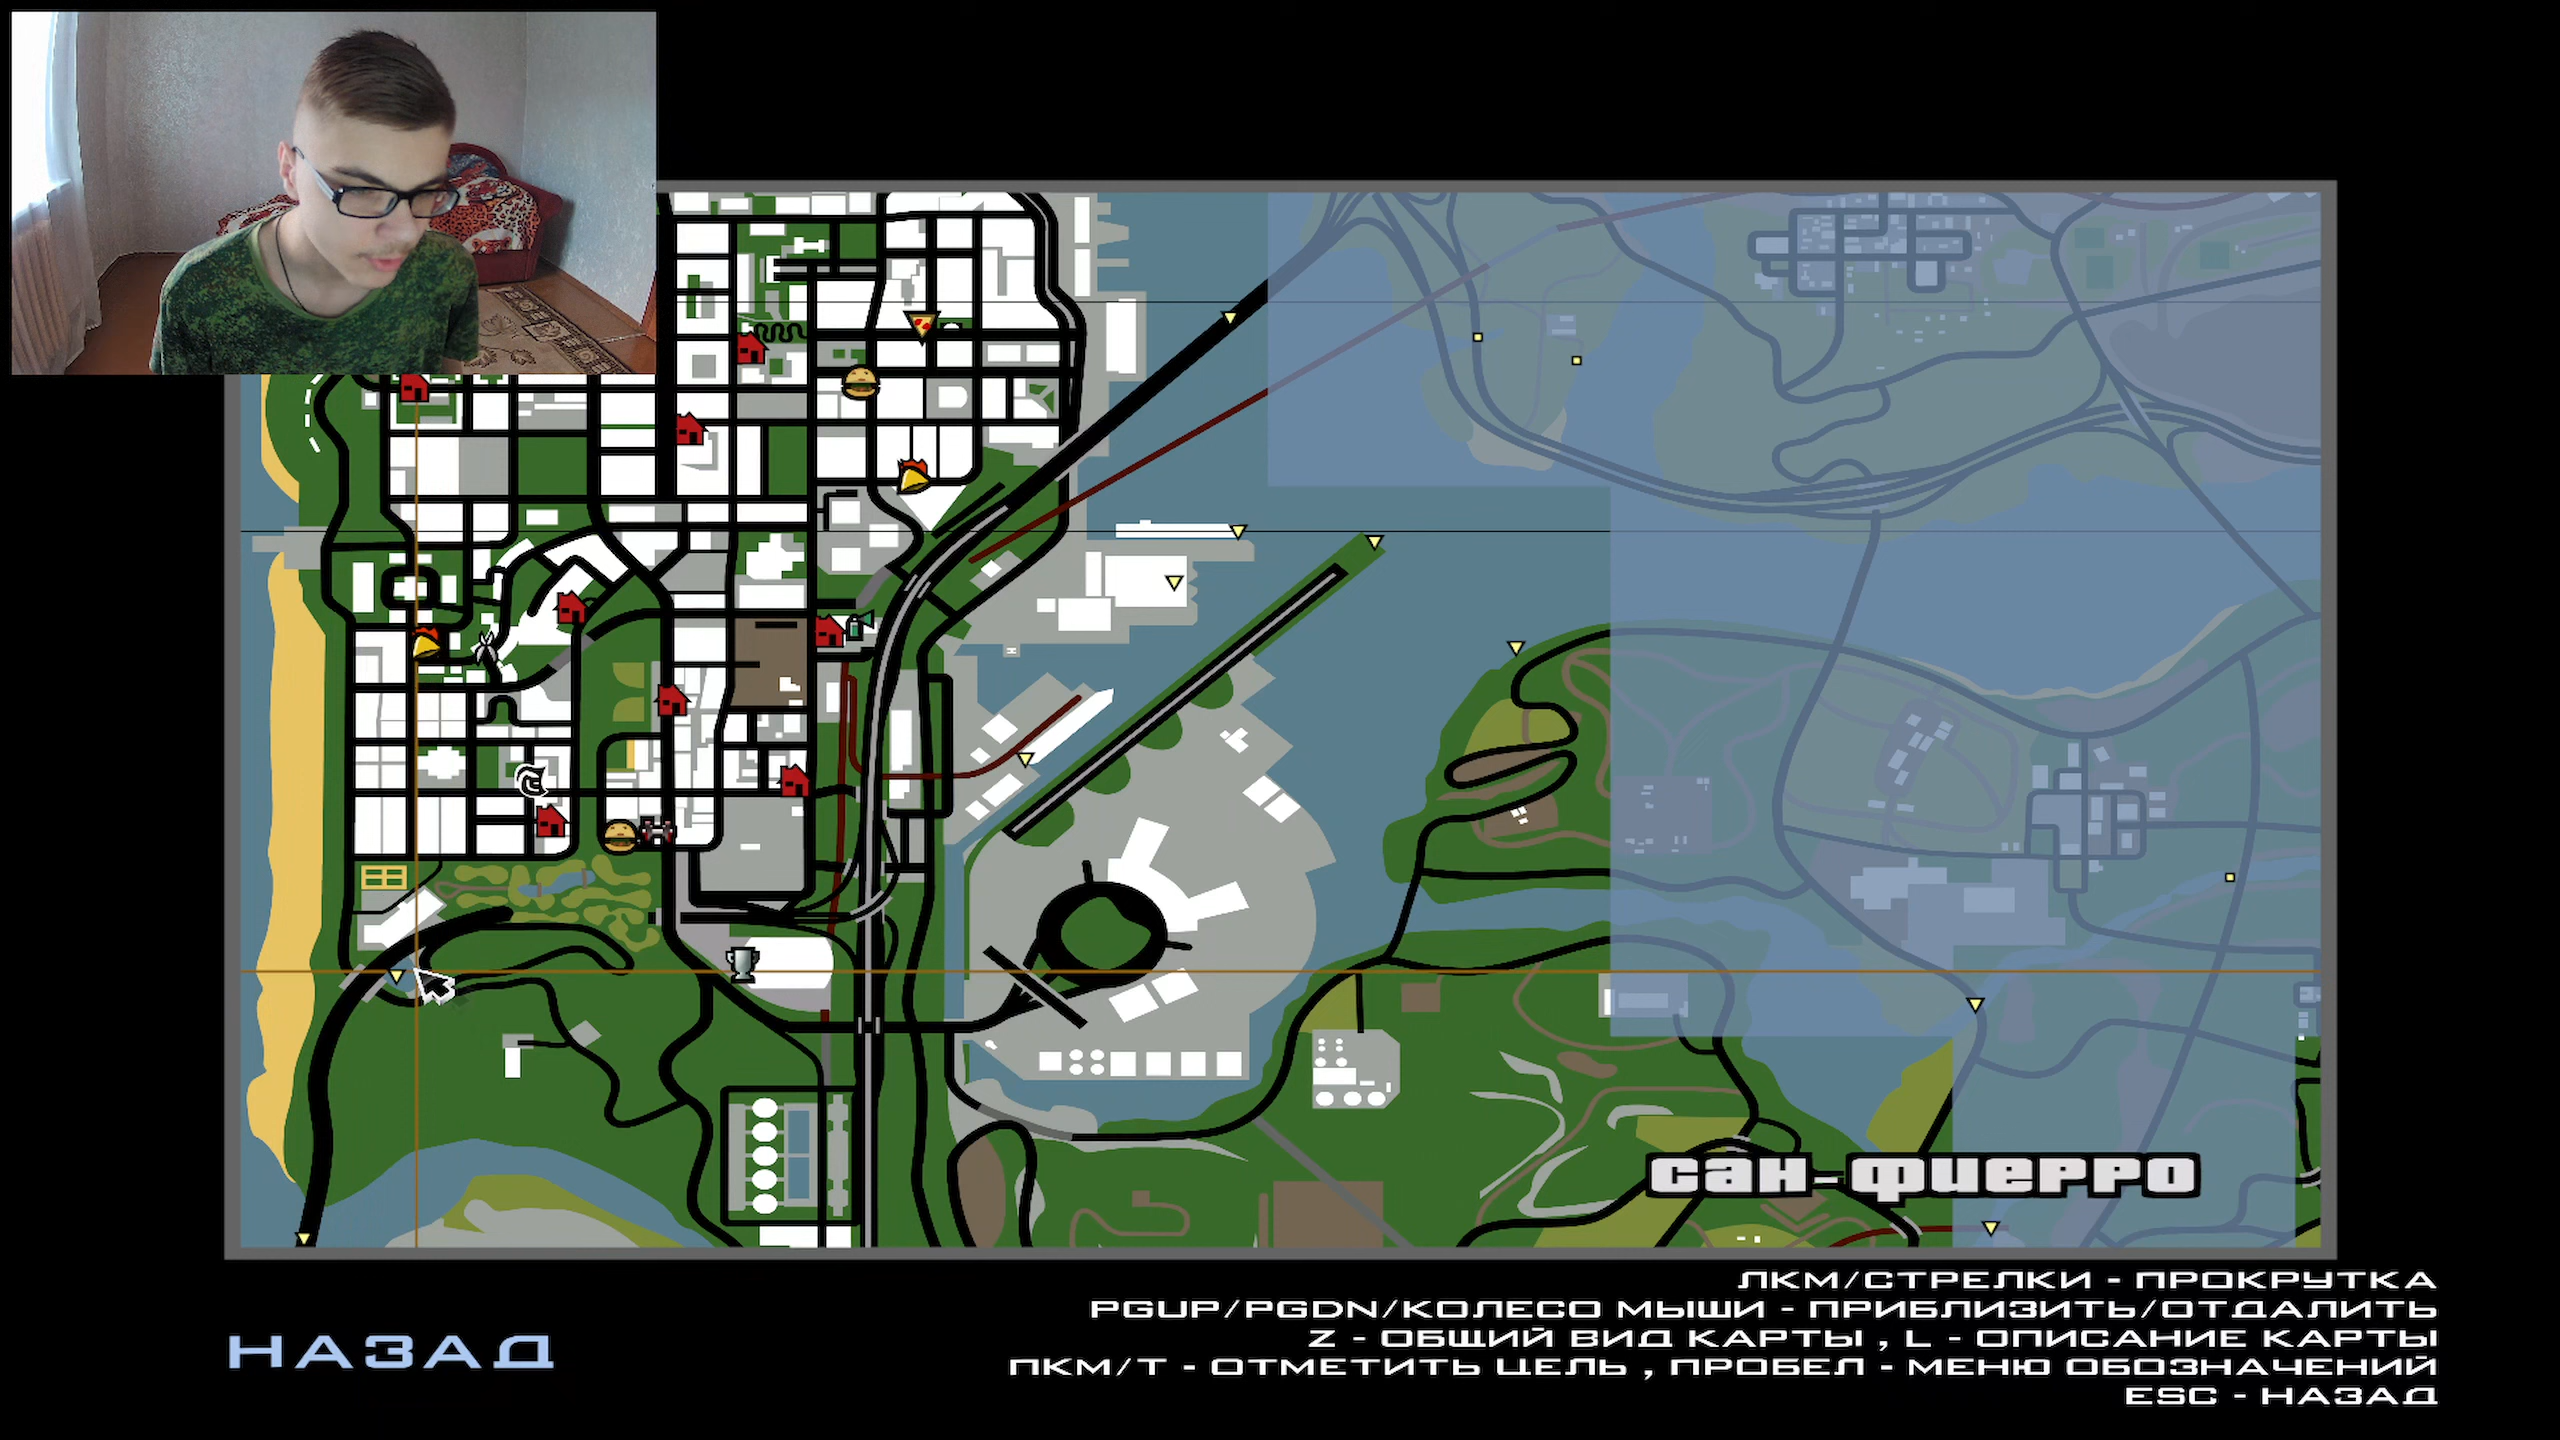 сан-фиерро
ЛКМ/СТРЕЛКИ - ПРОКРУТКА
PGUP/PGDN/КОЛЕСО МЫШИ - ПРИБЛИЗИТЬ/ОТДАЛИТЬ
Z - ОБЩИЙ ВИД КАРТЫ , L - ОПИСАНИЕ КАРТЫ
НАЗАД
ПКМ/T - ОТМЕТИТЬ ЦЕЛЬ , ПРОБЕЛ - МЕНЮ ОБОЗНАЧЕНИЙ
ESC - НАЗАД